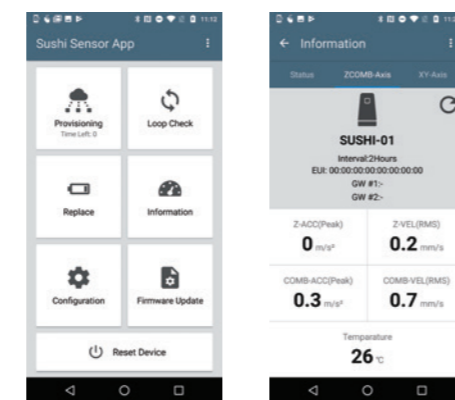 11:12
Sushi Sensor App
Provisioning
Time Left: 0
Loop Check
Replace
Information
Configuration
Firmware Update
Reset Device
Information
Status ZCOMB-Axis XY-Axis
SUSHI-01
Interval:2Hours
EUI: 00:00:00:00:00:00:00:00
GW #1:-
GW #2:-
Z-ACC(Peak) Z-VEL(RMS)
0 m/s² 0.2 mm/s
COMB-ACC(Peak) COMB-VEL(RMS)
0.3 m/s² 0.7 mm/s
Temparature
26 °C